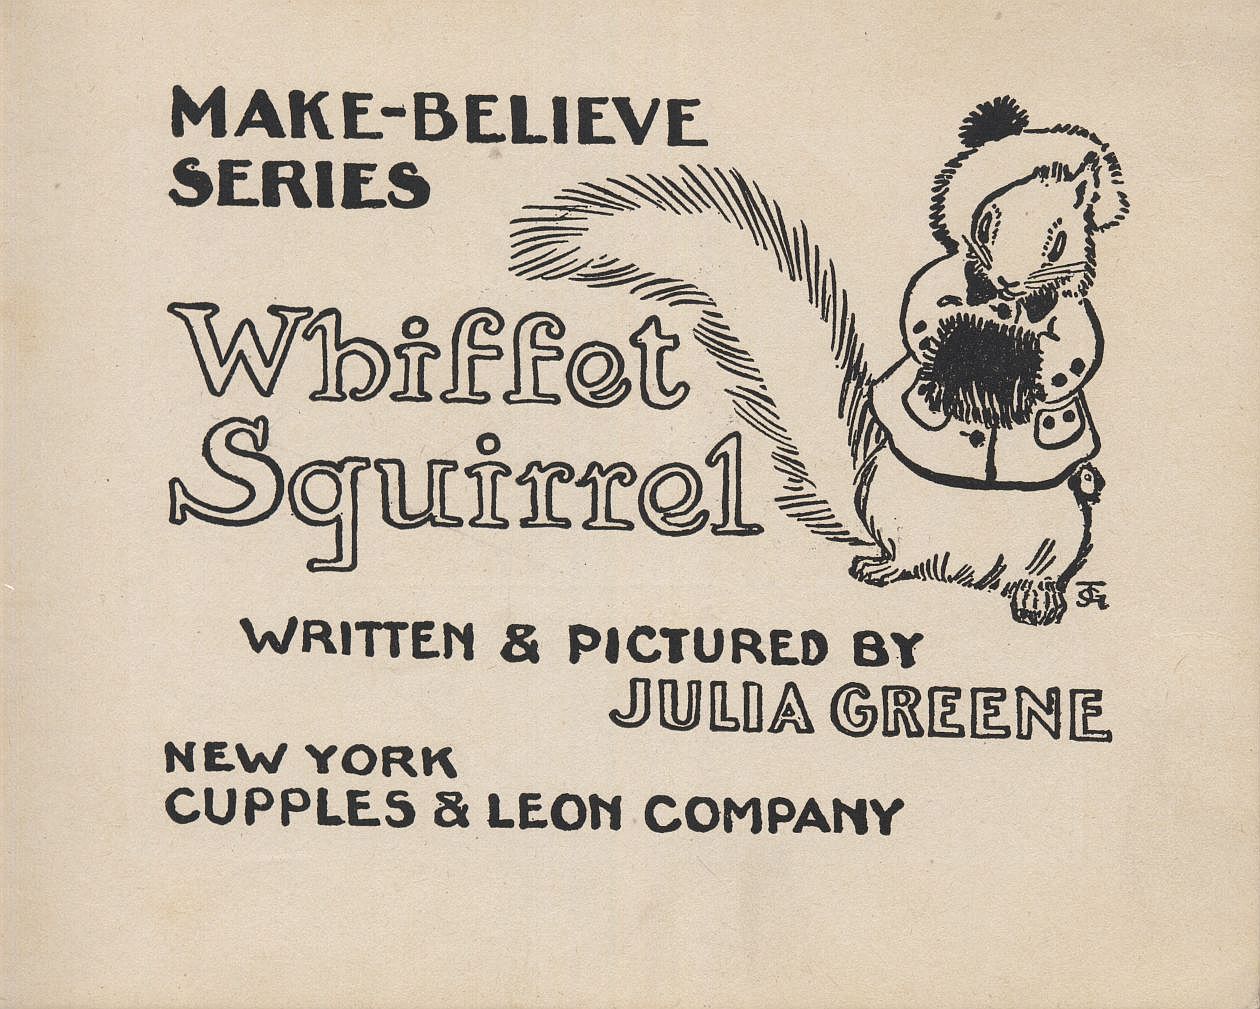 MAKE-BELIEVE
SERIES
Whiffet
Squirrel
WRITTEN & PICTURED BY
JULIA GREENE
NEW YORK
CUPPLES & LEON COMPANY